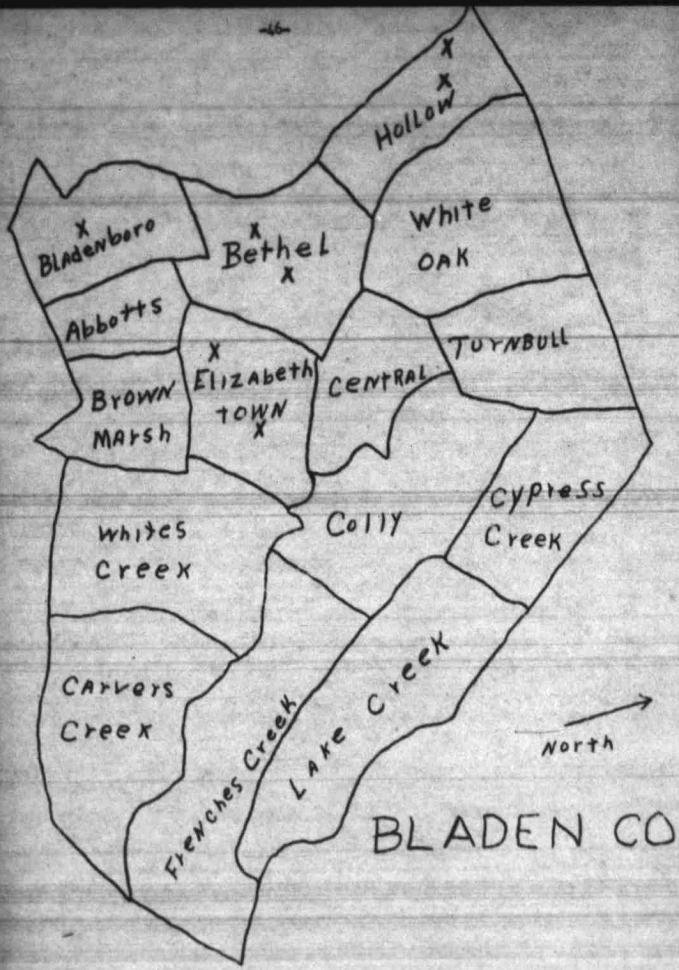 -46-
X
X
Hollow
White
OAK
X
BLAdeNboro
X
Bethel
X
Abbotts
TUrNBULL
X
ELIZAbeth
TOWN
X
CENTRAL
BrOWN
MArsh
Cypress
Creek
Colly
Whites
Creek
CArvers
Creek
Frenches Creek
LAke Creek
North
BLADEN CO